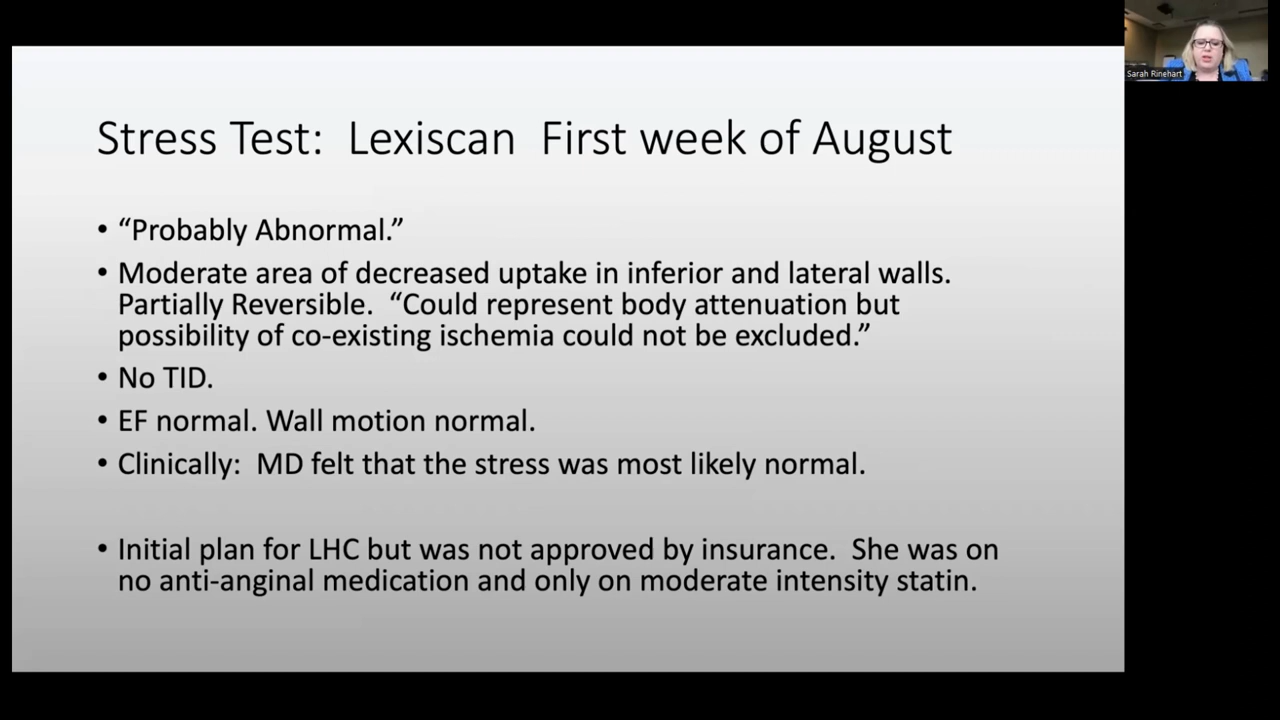 Stress Test: Lexiscan First week of August
• “Probably Abnormal.”
• Moderate area of decreased uptake in inferior and lateral walls.
Partially Reversible. “Could represent body attenuation but
possibility of co-existing ischemia could not be excluded.”
• No TID.
• EF normal. Wall motion normal.
• Clinically: MD felt that the stress was most likely normal.
• Initial plan for LHC but was not approved by insurance. She was on
no anti-anginal medication and only on moderate intensity statin.
Sarah Rinehart